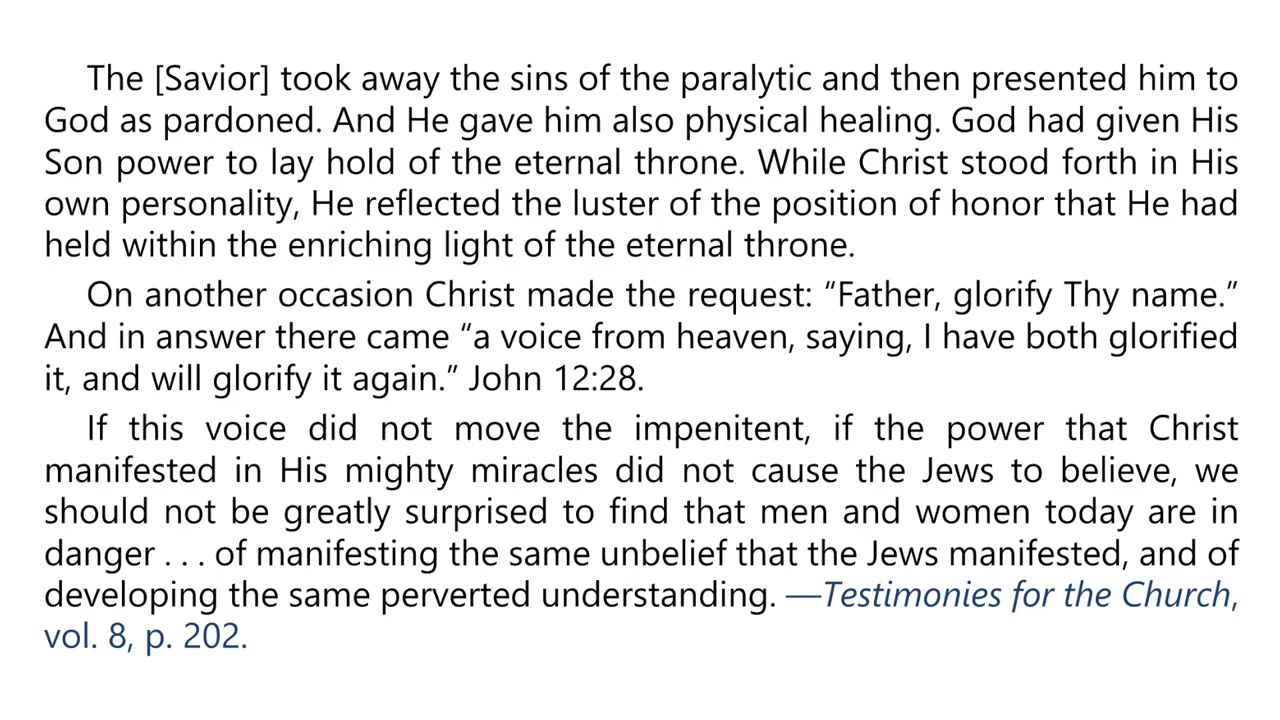 The [Savior] took away the sins of the paralytic and then presented him to
God as pardoned. And He gave him also physical healing. God had given His
Son power to lay hold of the eternal throne. While Christ stood forth in His
own personality, He reflected the luster of the position of honor that He had
held within the enriching light of the eternal throne.
On another occasion Christ made the request: “Father, glorify Thy name.”
And in answer there came “a voice from heaven, saying, I have both glorified
it, and will glorify it again.” John 12:28.
If this voice did not move the impenitent, if the power that Christ
manifested in His mighty miracles did not cause the Jews to believe, we
should not be greatly surprised to find that men and women today are in
danger . . . of manifesting the same unbelief that the Jews manifested, and of
developing the same perverted understanding. —Testimonies for the Church,
vol. 8, p. 202.